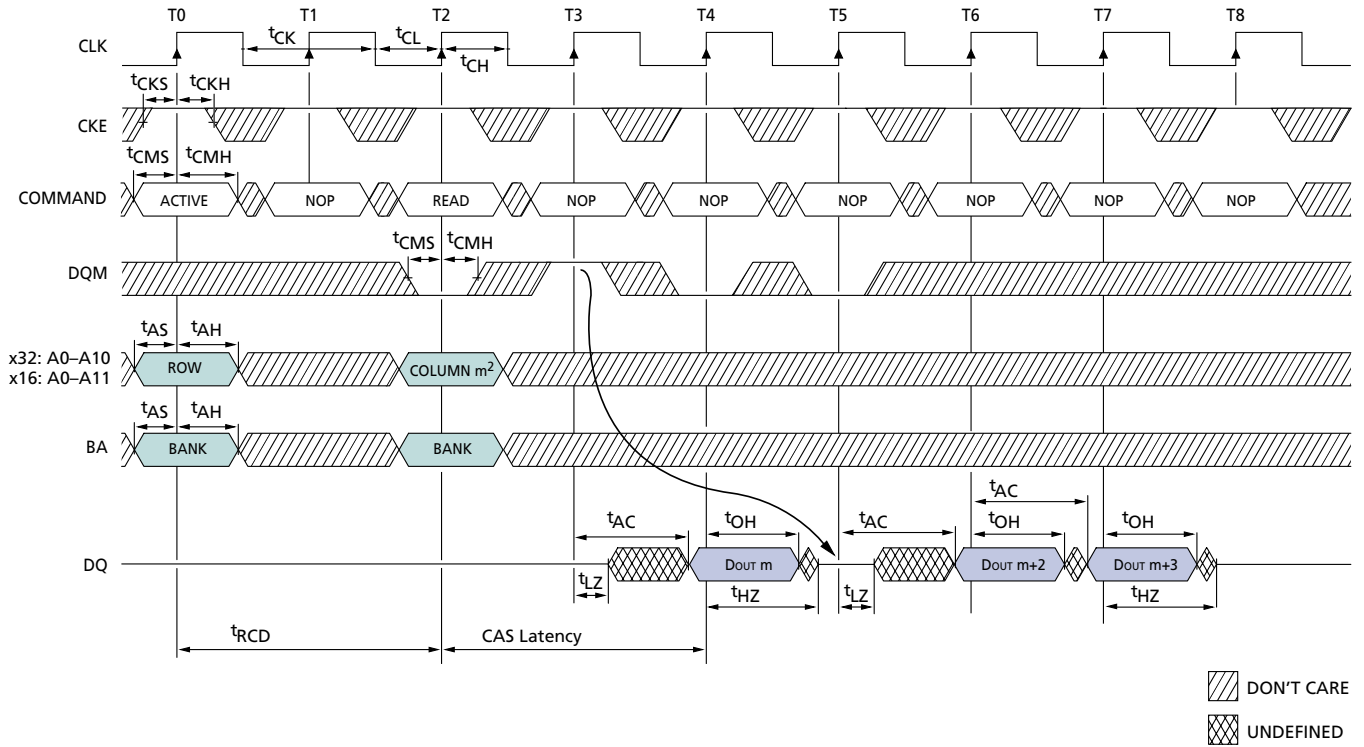 T0 T1 T2 T3 T4 T5 T6 T7 T8
CLK
tCK tCL tCH
tCKS tCKH
CKE
tCMS tCMH
COMMAND
ACTIVE NOP READ NOP NOP NOP NOP NOP NOP
tCMS tCMH
DQM
tAS tAH
x32: A0–A10
x16: A0–A11
ROW COLUMN m2
tAS tAH
BA
BANK BANK
tAC tOH tAC tAC tOH tOH
DQ
DOUT m DOUT m+2 DOUT m+3
tLZ tHZ tLZ tHZ
tRCD CAS Latency
DON'T CARE
UNDEFINED